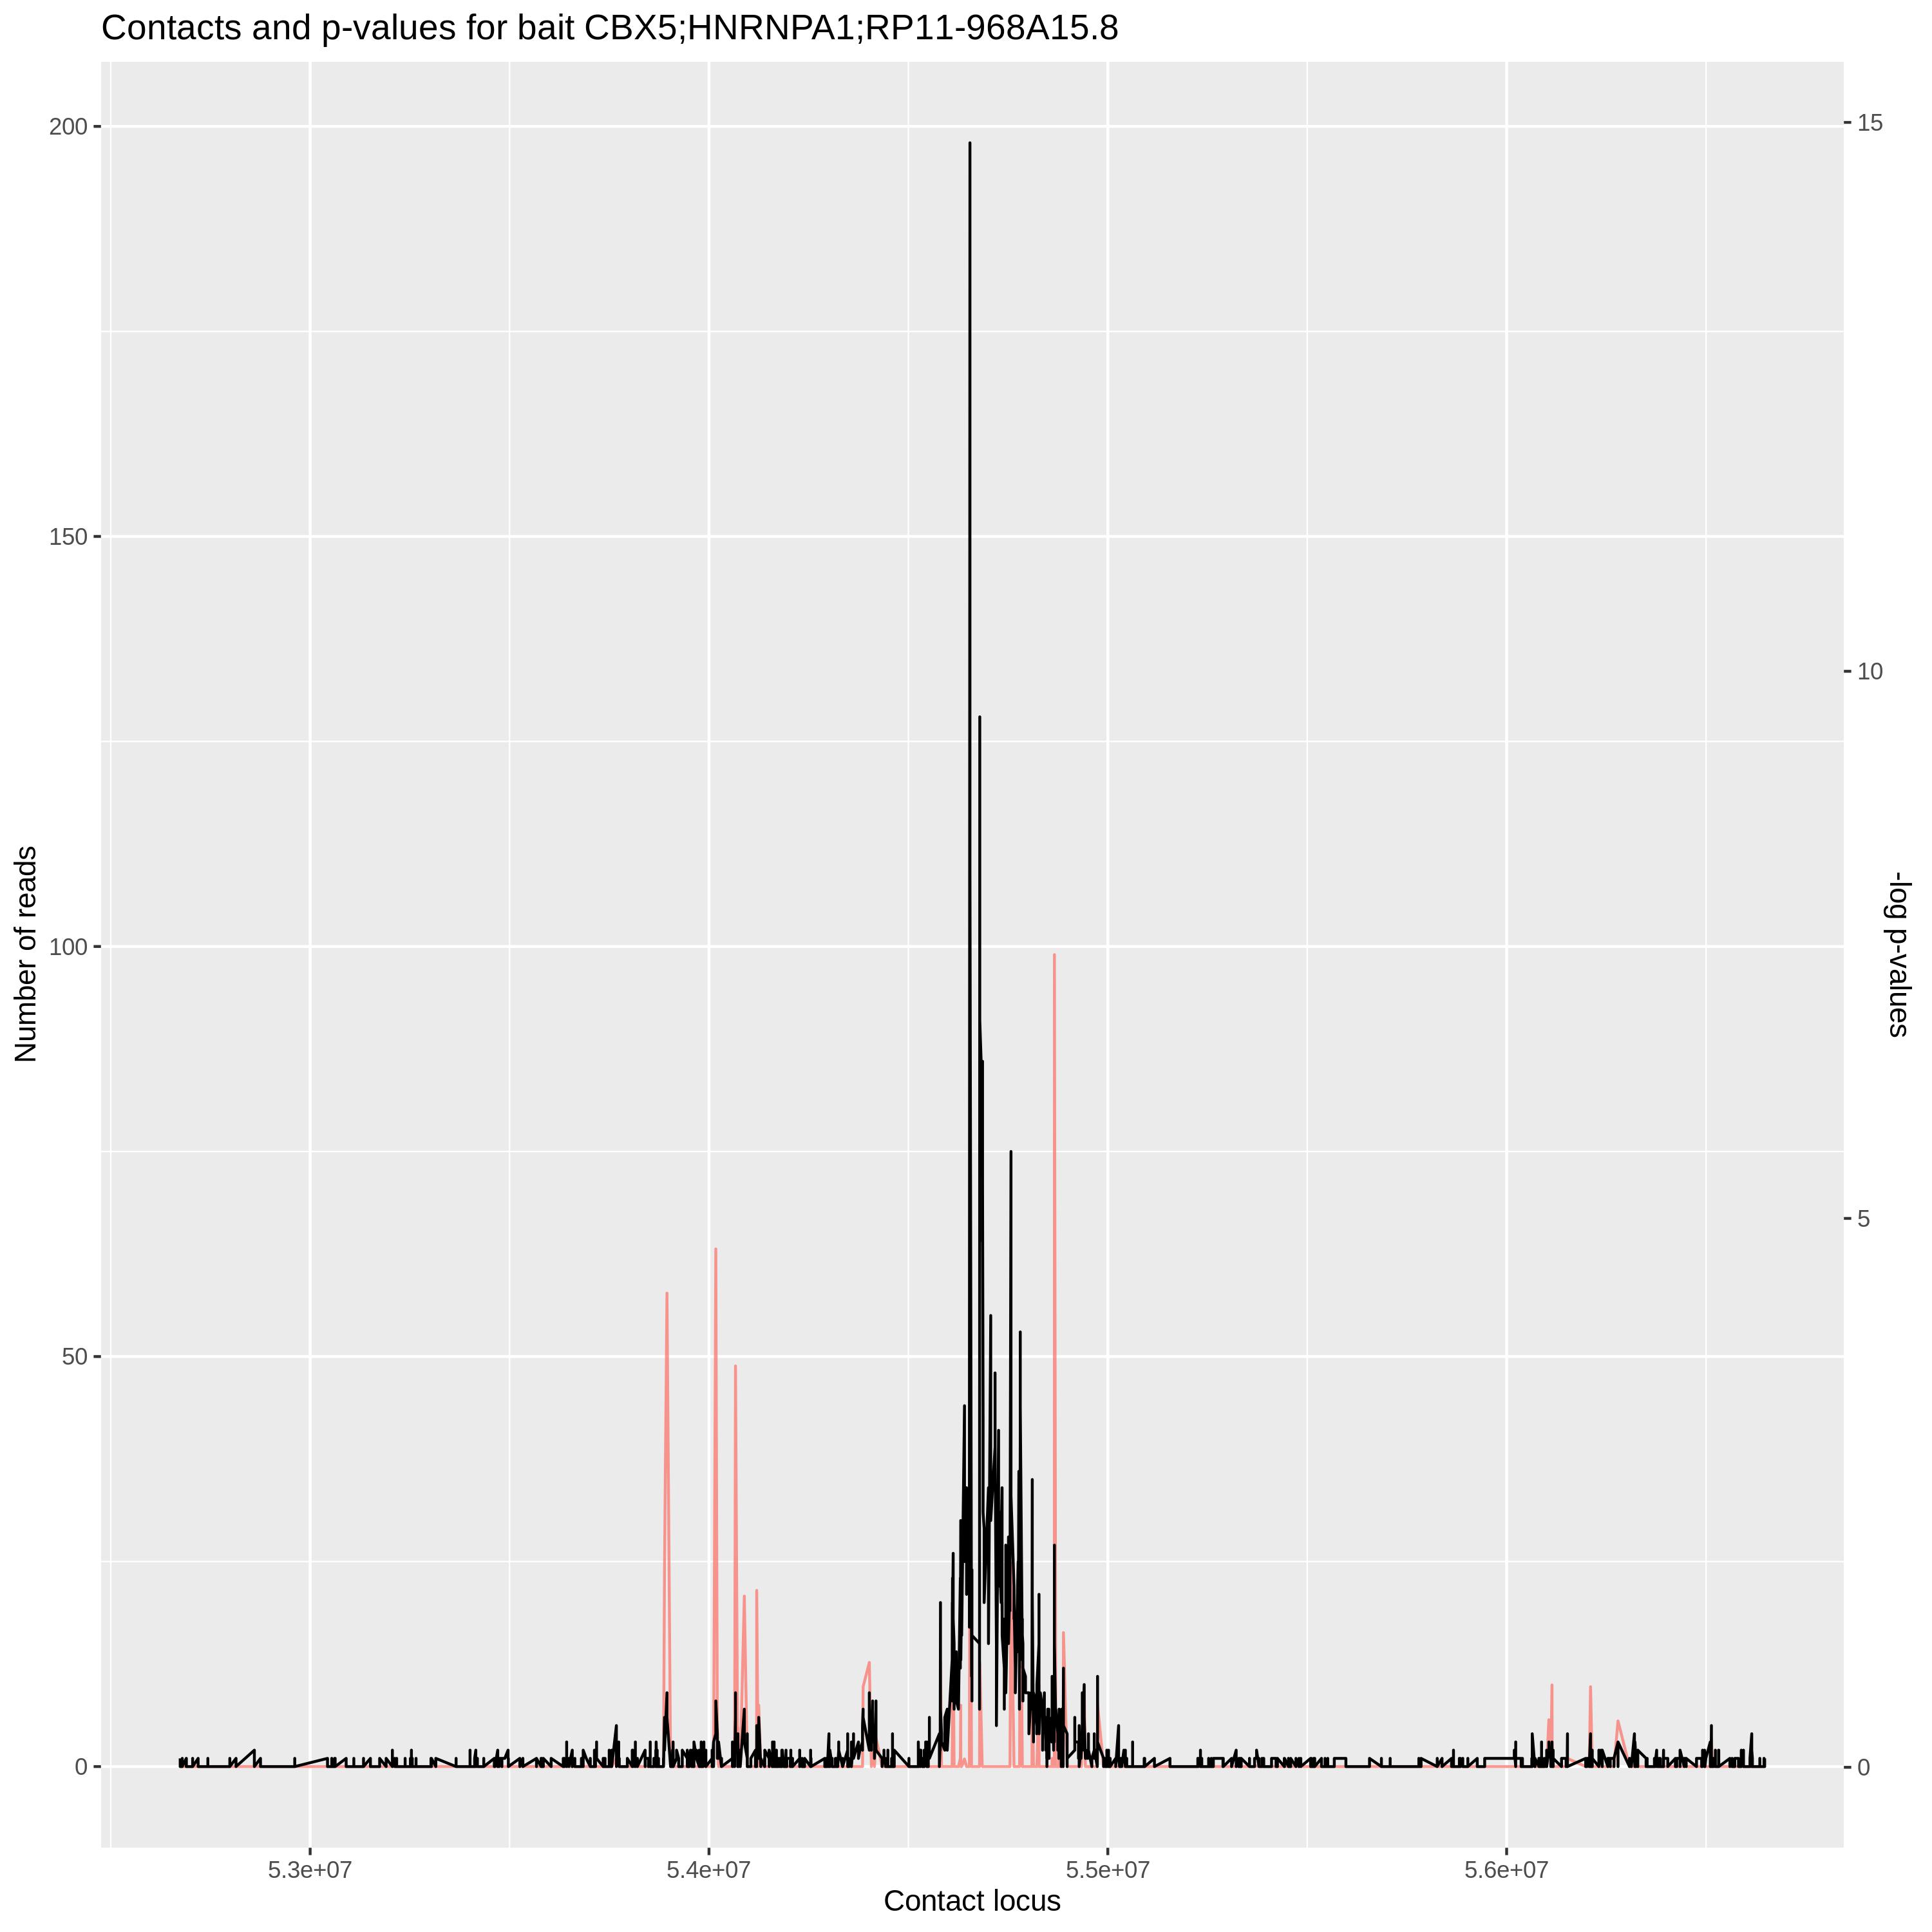 Contacts and p-values for bait CBX5;HNRNPA1;RP11-968A15.8
200
150
100
50
0
Number of reads
15
10
5
0
-log p-values
5.3e+07
5.4e+07
5.5e+07
5.6e+07
Contact locus